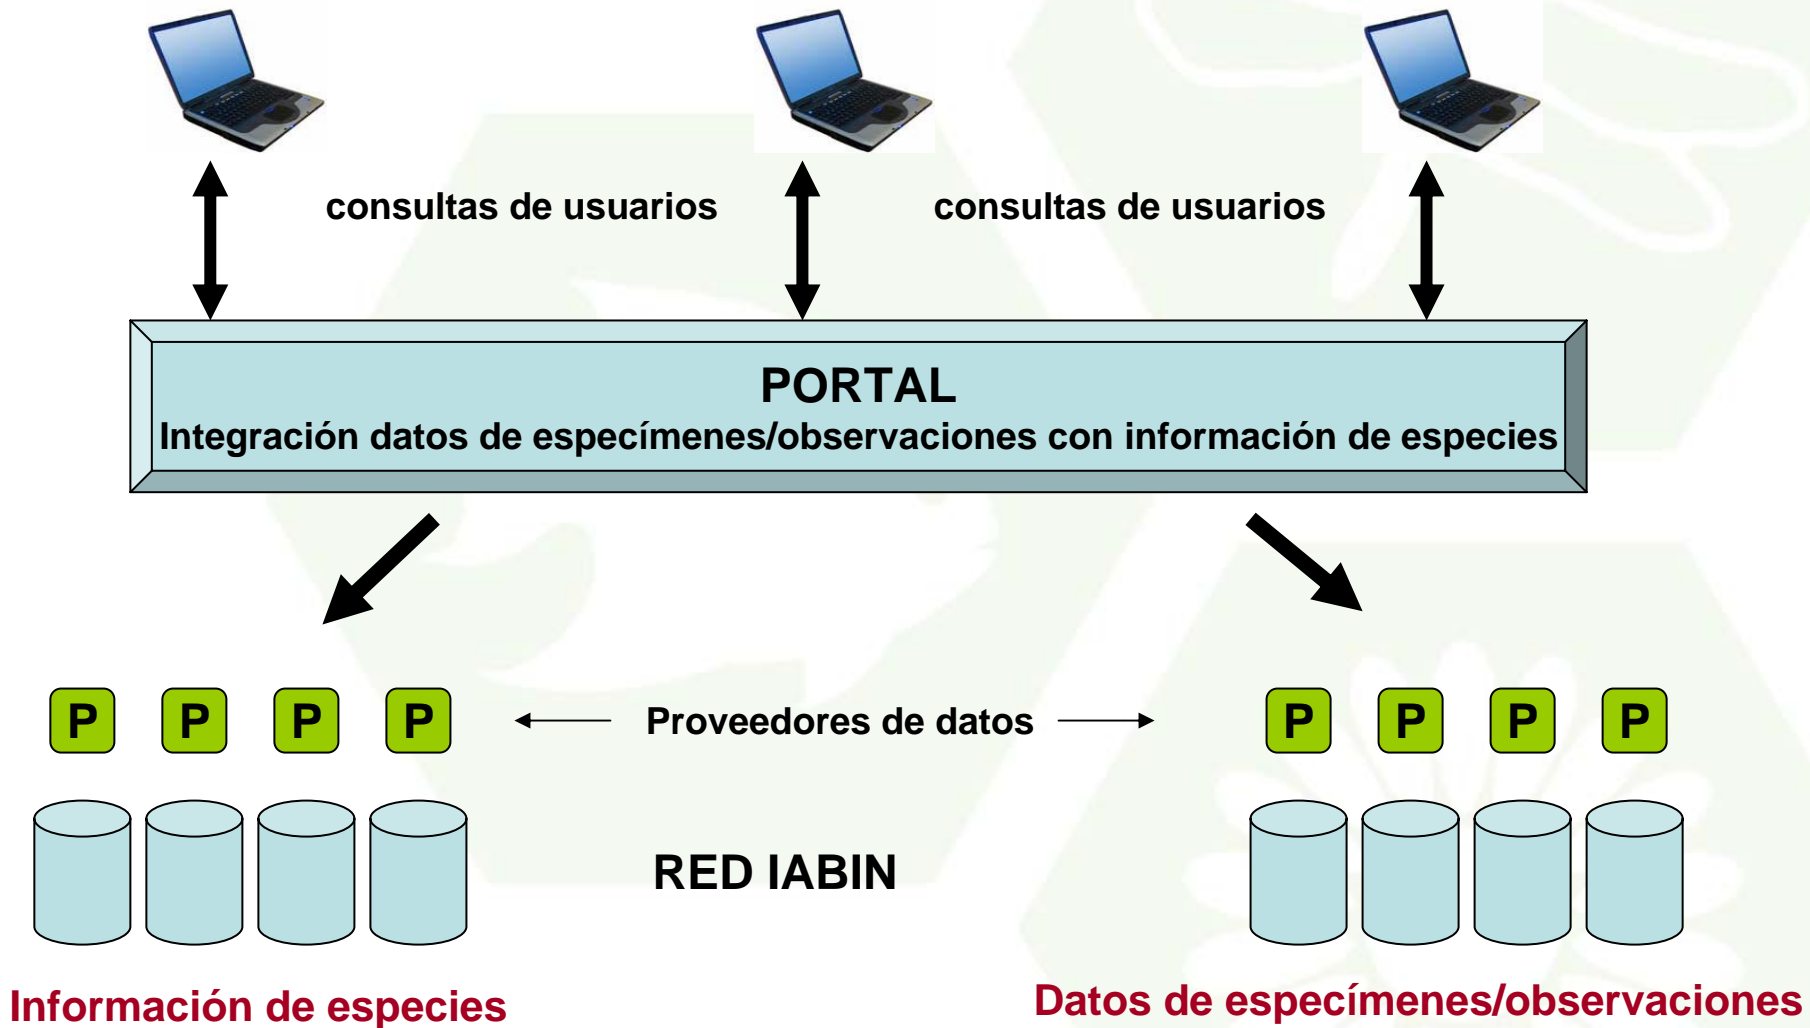 consultas de usuarios
consultas de usuarios
PORTAL
Integración datos de especímenes/observaciones con información de especies
P P P P
Proveedores de datos
P P P P
RED IABIN
Información de especies
Datos de especímenes/observaciones